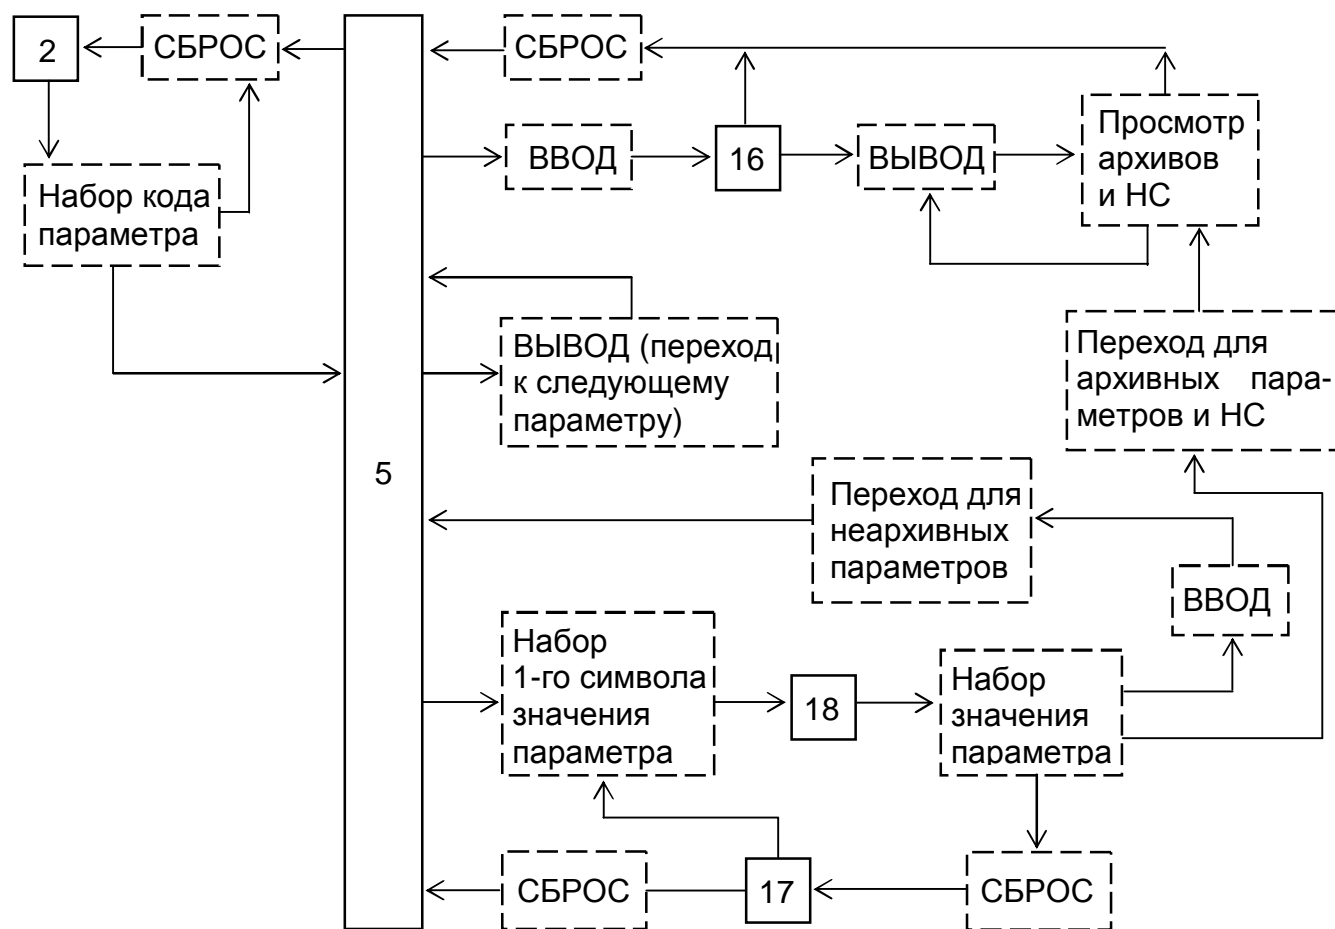 2
СБРОС
СБРОС
ВВОД
16
ВЫВОД
Просмотр
архивов
и НС
Набор кода
параметра
ВЫВОД (переход
к следующему
параметру)
Переход для
архивных пара-
метров и НС
5
Переход для
неархивных
параметров
ВВОД
Набор
1-го символа
значения
параметра
18
Набор
значения
параметра
СБРОС
17
СБРОС